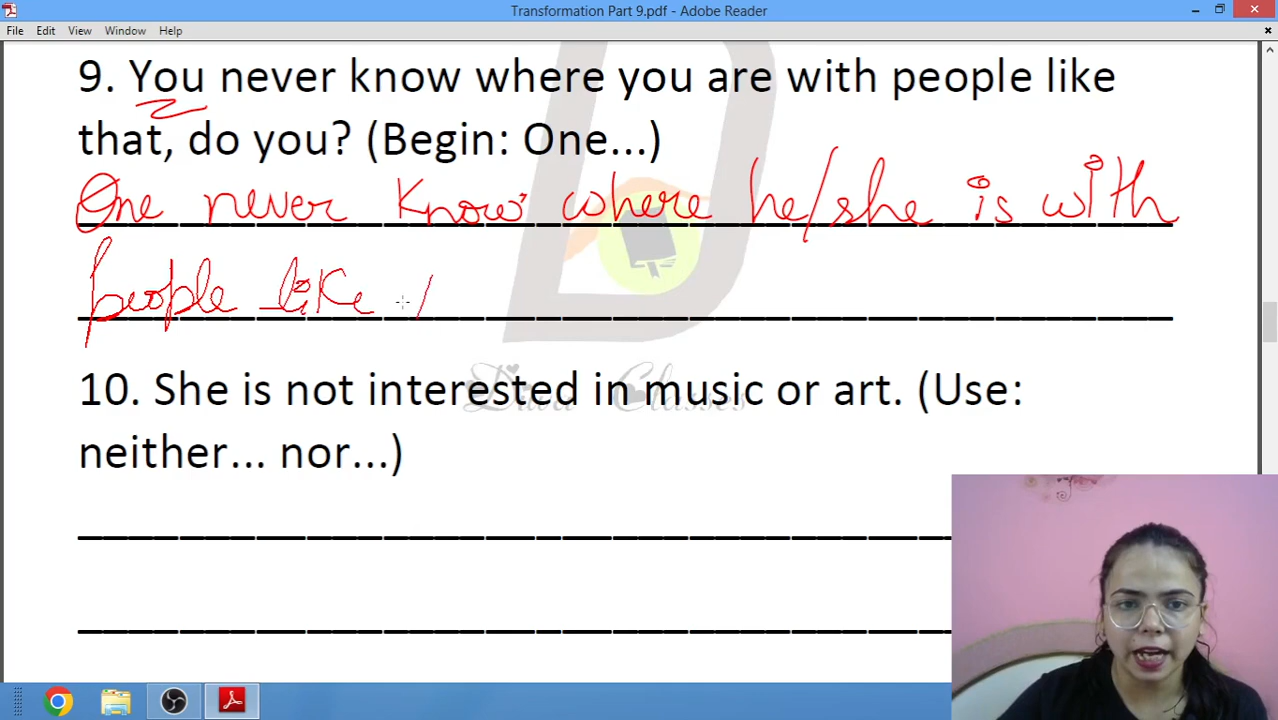 Transformation Part 9.pdf - Adobe Reader
File Edit View Window Help
9. You never know where you are with people like
that, do you? (Begin: One...)
One never know where he/she is with
people like
10. She is not interested in music or art. (Use:
Diva Classes
neither... nor...)